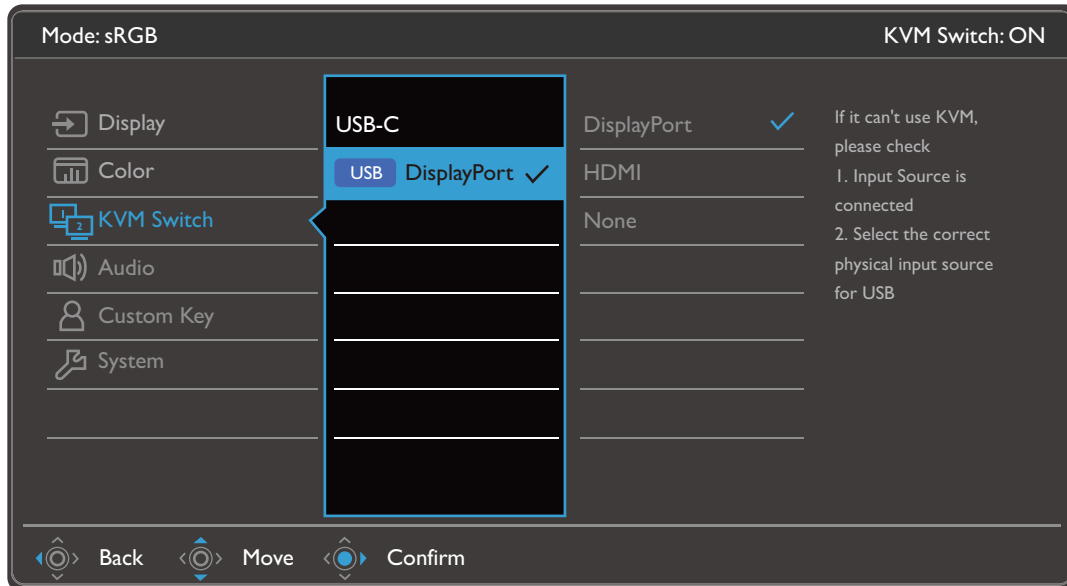 Mode: sRGB
KVM Switch: ON
Display
Color
1 2 KVM Switch
Audio
Custom Key
System
USB-C
USB DisplayPort
DisplayPort
HDMI
None
If it can't use KVM,
please check
1. Input Source is
connected
2. Select the correct
physical input source
for USB
Back Move Confirm